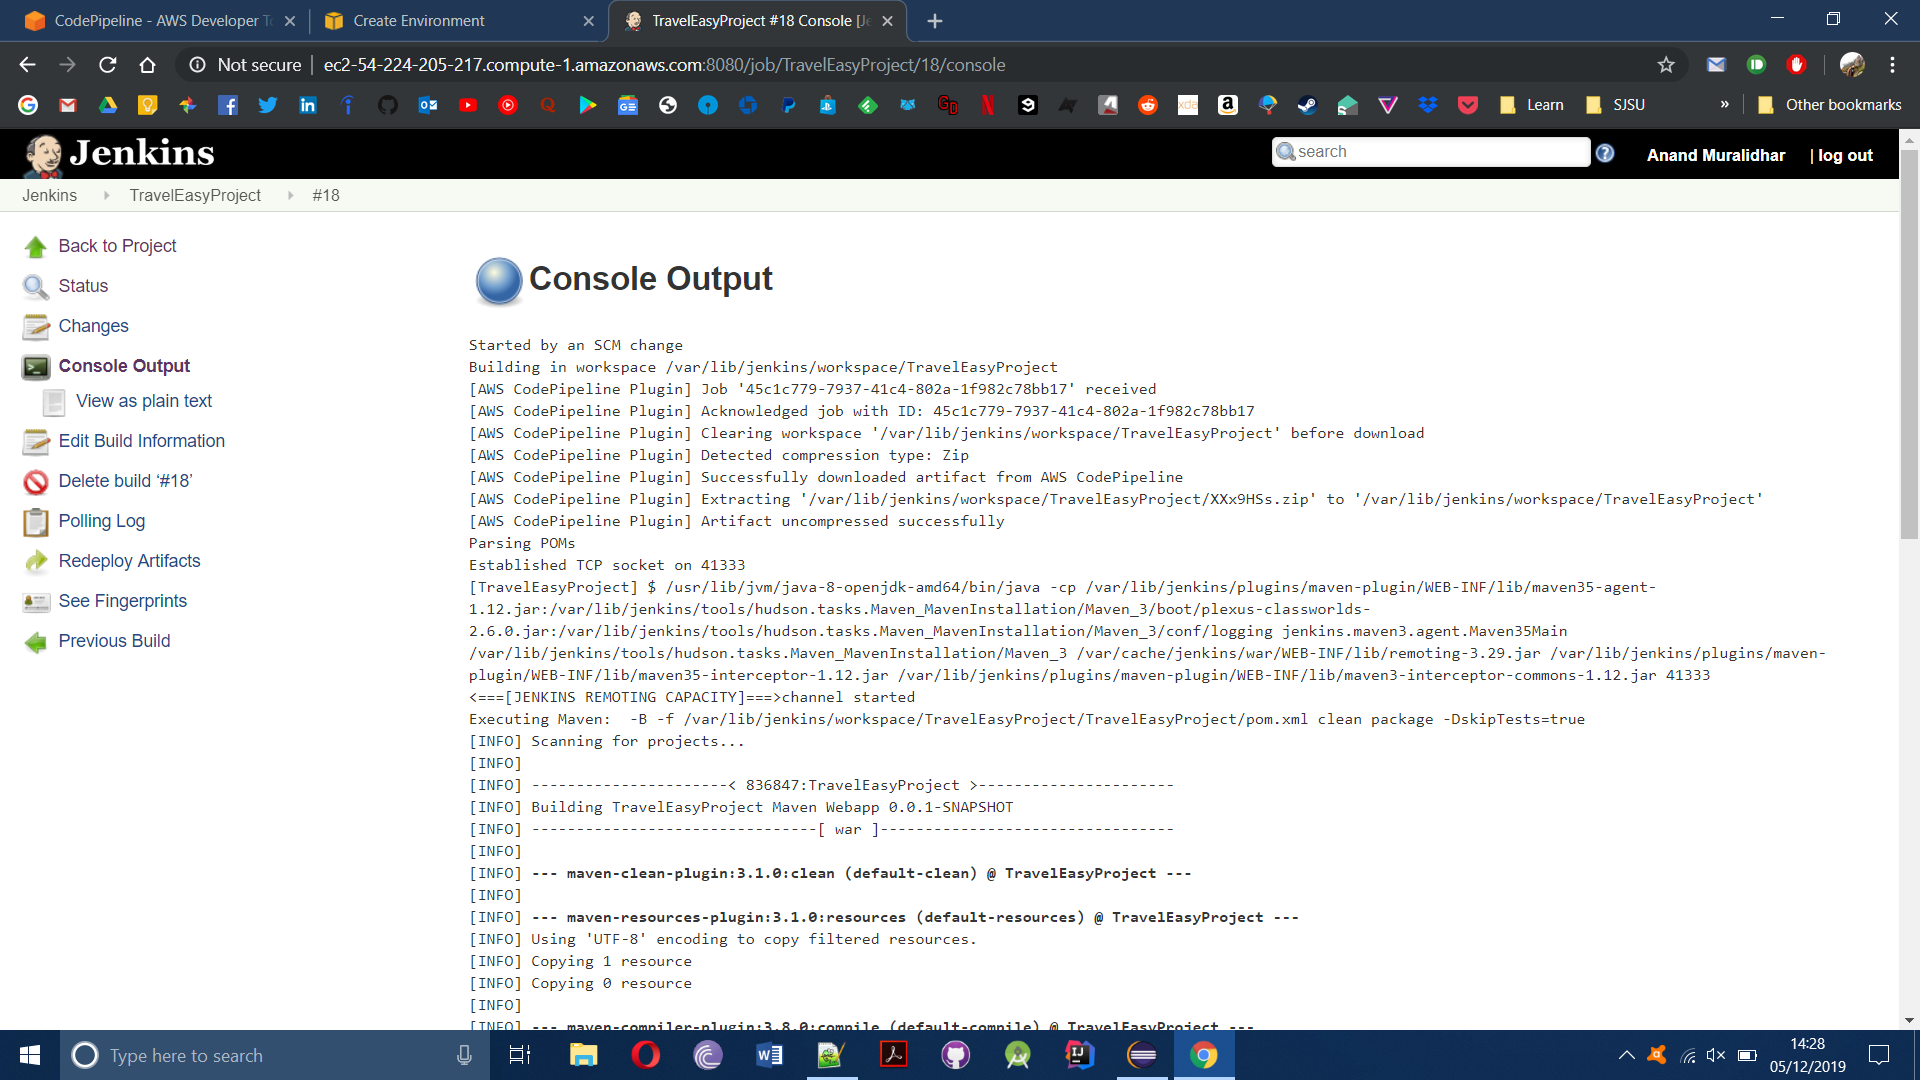 CodePipeline - AWS Developer T
Create Environment
TravelEasyProject #18 Console [Je
Not secure | ec2-54-224-205-217.compute-1.amazonaws.com:8080/job/TravelEasyProject/18/console
Learn
SJSU
»
Other bookmarks
Jenkins
search
Anand Muralidhar
| log out
Jenkins
TravelEasyProject
#18
Back to Project
Status
Changes
Console Output
View as plain text
Edit Build Information
Delete build ‘#18’
Polling Log
Redeploy Artifacts
See Fingerprints
Previous Build
Console Output
Started by an SCM change
Building in workspace /var/lib/jenkins/workspace/TravelEasyProject
[AWS CodePipeline Plugin] Job '45c1c779-7937-41c4-802a-1f982c78bb17' received
[AWS CodePipeline Plugin] Acknowledged job with ID: 45c1c779-7937-41c4-802a-1f982c78bb17
[AWS CodePipeline Plugin] Clearing workspace '/var/lib/jenkins/workspace/TravelEasyProject' before download
[AWS CodePipeline Plugin] Detected compression type: Zip
[AWS CodePipeline Plugin] Successfully downloaded artifact from AWS CodePipeline
[AWS CodePipeline Plugin] Extracting '/var/lib/jenkins/workspace/TravelEasyProject/XXx9HSs.zip' to '/var/lib/jenkins/workspace/TravelEasyProject'
[AWS CodePipeline Plugin] Artifact uncompressed successfully
Parsing POMs
Established TCP socket on 41333
[TravelEasyProject] $ /usr/lib/jvm/java-8-openjdk-amd64/bin/java -cp /var/lib/jenkins/plugins/maven-plugin/WEB-INF/lib/maven35-agent-
1.12.jar:/var/lib/jenkins/tools/hudson.tasks.Maven_MavenInstallation/Maven_3/boot/plexus-classworlds-
2.6.0.jar:/var/lib/jenkins/tools/hudson.tasks.Maven_MavenInstallation/Maven_3/conf/logging jenkins.maven3.agent.Maven35Main
/var/lib/jenkins/tools/hudson.tasks.Maven_MavenInstallation/Maven_3 /var/cache/jenkins/war/WEB-INF/lib/remoting-3.29.jar /var/lib/jenkins/plugins/maven-
plugin/WEB-INF/lib/maven35-interceptor-1.12.jar /var/lib/jenkins/plugins/maven-plugin/WEB-INF/lib/maven3-interceptor-commons-1.12.jar 41333
<===[JENKINS REMOTING CAPACITY]===>channel started
Executing Maven:  -B -f /var/lib/jenkins/workspace/TravelEasyProject/TravelEasyProject/pom.xml clean package -DskipTests=true
[INFO] Scanning for projects...
[INFO]
[INFO] ----------------------< 836847:TravelEasyProject >----------------------
[INFO] Building TravelEasyProject Maven Webapp 0.0.1-SNAPSHOT
[INFO] --------------------------------[ war ]---------------------------------
[INFO]
[INFO] --- maven-clean-plugin:3.1.0:clean (default-clean) @ TravelEasyProject ---
[INFO]
[INFO] --- maven-resources-plugin:3.1.0:resources (default-resources) @ TravelEasyProject ---
[INFO] Using 'UTF-8' encoding to copy filtered resources.
[INFO] Copying 1 resource
[INFO] Copying 0 resource
[INFO]
[INFO] --- maven-compiler-plugin:3.8.0:compile (default-compile) @ TravelEasyProject ---
Type here to search
14:28
05/12/2019